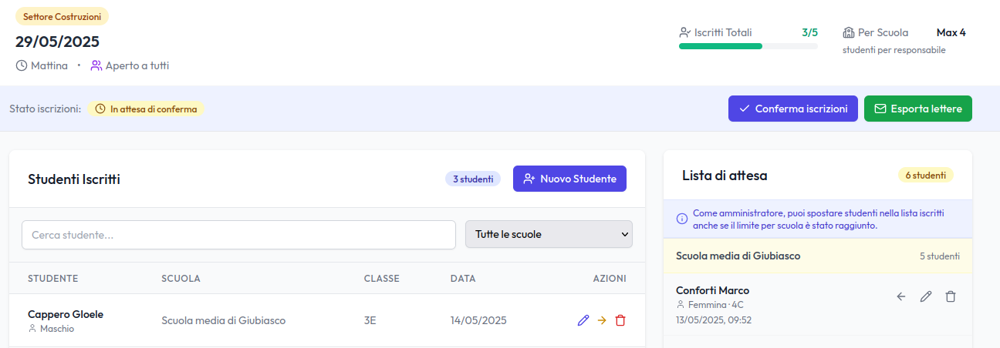 Settore Costruzioni
29/05/2025
Mattina • Aperto a tutti
Iscritti Totali 3/5
Per Scuola Max 4
studenti per responsabile
Stato iscrizioni: In attesa di conferma
Conferma iscrizioni
Esporta lettere
Studenti Iscritti
3 studenti
Nuovo Studente
Cerca studente...
Tutte le scuole
STUDENTE SCUOLA CLASSE DATA AZIONI
Cappero Gloele
Maschio
Scuola media di Giubiasco 3E 14/05/2025
Lista di attesa
6 studenti
Come amministratore, puoi spostare studenti nella lista iscritti
anche se il limite per scuola è stato raggiunto.
Scuola media di Giubiasco 5 studenti
Conforti Marco
Femmina · 4C
13/05/2025, 09:52